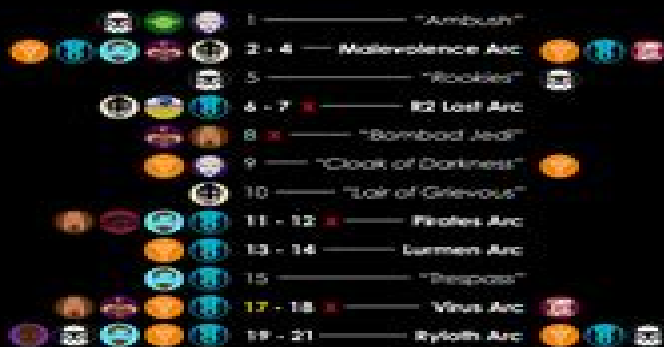 1 "Ambush"
2 - 4 Malevolence Arc
5 "Rookies"
6 - 7 x R2 Lost Arc
8 x "Bombad Jedi"
9 "Cloak of Darkness"
10 "Lair of Grievous"
11 - 12 x Pirates Arc
13 - 14 Lurmen Arc
15 "Trespass"
17 - 18 x Virus Arc
19 - 21 Ryloth Arc